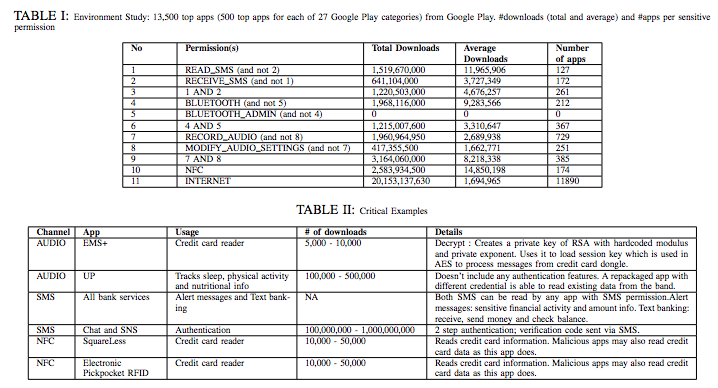 TABLE I: Environment Study: 13,500 top apps (500 top apps for each of 27 Google Play categories) from Google Play. #downloads (total and average) and #apps per sensitive
permission
No Permission(s) Total Downloads Average Number
Downloads of apps
1 READ_SMS (and not 2) 1,519,670,000 11,965,906 127
2 RECEIVE_SMS (and not 1) 641,104,000 3,727,349 172
3 1 AND 2 1,220,503,000 4,676,257 261
4 BLUETOOTH (and not 5) 1,968,116,000 9,283,566 212
5 BLUETOOTH_ADMIN (and not 4) 0 0 0
6 4 AND 5 1,215,007,600 3,310,647 367
7 RECORD_AUDIO (and not 8) 1,960,964,950 2,689,938 729
8 MODIFY_AUDIO_SETTINGS (and not 7) 417,355,500 1,662,771 251
9 7 AND 8 3,164,060,000 8,218,338 385
10 NFC 2,583,934,500 14,850,198 174
11 INTERNET 20,153,137,630 1,694,965 11890
TABLE II: Critical Examples
Channel App Usage # of downloads Details
AUDIO EMS+ Credit card reader 5,000 - 10,000 Decrypt : Creates a private key of RSA with hardcoded modulus
and private exponent. Uses it to load session key which is used in
AES to process messages from credit card dongle.
AUDIO UP Tracks sleep, physical activity 100,000 - 500,000 Doesn't include any authentication features. A repackaged app with
and nutritional info different credential is able to read existing data from the band.
SMS All bank services Alert messages and Text bank- NA Both SMS can be read by any app with SMS permission.Alert
ing messages: sensitive financial activity and amount info. Text banking:
receive, send money and check balance.
SMS Chat and SNS Authentication 100,000,000 - 1,000,000,000 2 step authentication; verification code sent via SMS.
NFC SquareLess Credit card reader 10,000 - 50,000 Reads credit card information. Malicious apps may also read credit
card data as this app does.
NFC Electronic Credit card reader 10,000 - 50,000 Reads credit card information. Malicious apps may also read credit
Pickpocket RFID card data as this app does.